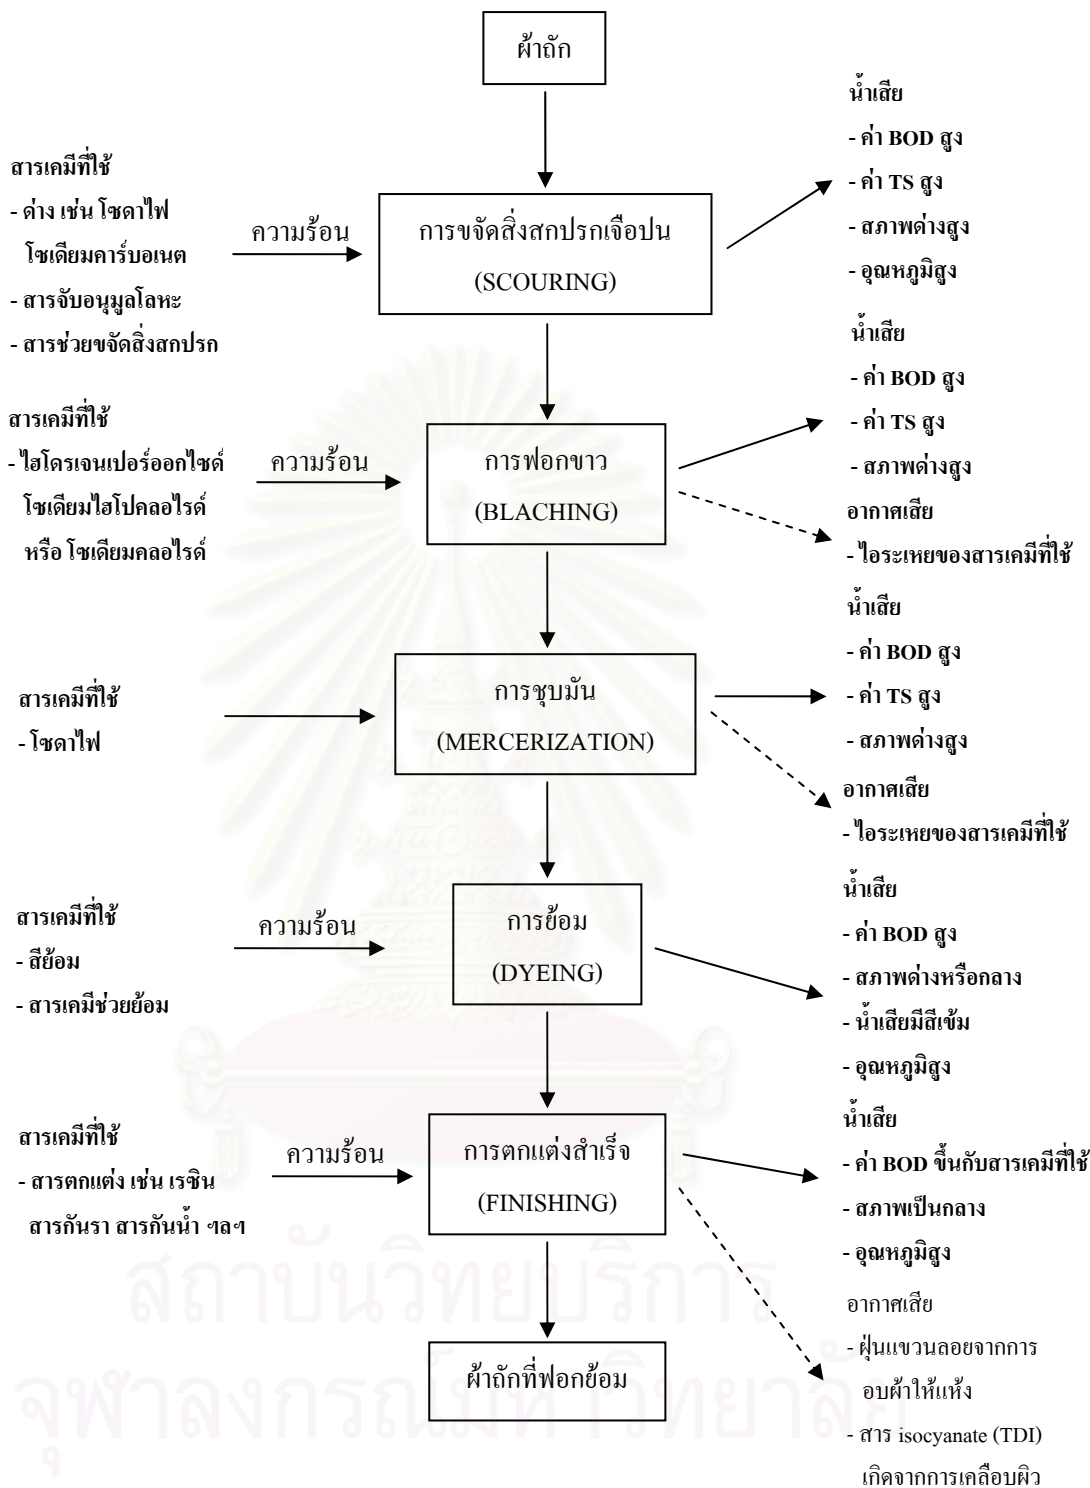 ผ้าถัก
สารเคมีที่ใช้
- ด่าง เช่น โซดาไฟ
โซเดียมคาร์บอเนต
- สารจับอนุมูลโลหะ
- สารช่วยขจัดสิ่งสกปรก
ความร้อน
การขจัดสิ่งสกปรกเจือปน
(SCOURING)
น้ำเสีย
- ค่า BOD สูง
- ค่า TS สูง
- สภาพด่างสูง
- อุณหภูมิสูง
สารเคมีที่ใช้
- ไฮโดรเจนเปอร์ออกไซด์
โซเดียมไฮโปคลอไรด์
หรือ โซเดียมคลอไรด์
ความร้อน
การฟอกขาว
(BLACHING)
น้ำเสีย
- ค่า BOD สูง
- ค่า TS สูง
- สภาพด่างสูง
อากาศเสีย
- ไอระเหยของสารเคมีที่ใช้
สารเคมีที่ใช้
- โซดาไฟ
การชุบมัน
(MERCERIZATION)
น้ำเสีย
- ค่า BOD สูง
- ค่า TS สูง
- สภาพด่างสูง
อากาศเสีย
- ไอระเหยของสารเคมีที่ใช้
สารเคมีที่ใช้
- สีย้อม
- สารเคมีช่วยย้อม
ความร้อน
การย้อม
(DYEING)
น้ำเสีย
- ค่า BOD สูง
- สภาพด่างหรือกลาง
- น้ำเสียมีสีเข้ม
- อุณหภูมิสูง
สารเคมีที่ใช้
- สารตกแต่ง เช่น เรซิน
สารกันรา สารกันน้ำ ฯลฯ
ความร้อน
การตกแต่งสำเร็จ
(FINISHING)
น้ำเสีย
- ค่า BOD ขึ้นกับสารเคมีที่ใช้
- สภาพเป็นกลาง
- อุณหภูมิสูง
อากาศเสีย
- ฝุ่นแขวนลอยจากการ
อบผ้าให้แห้ง
- สาร isocyanate (TDI)
เกิดจากการเคลือบผิว
ผ้าถักที่ฟอกย้อม
สถาบันวิทยบริการ
จุฬาลงกรณ์มหาวิทยาลัย